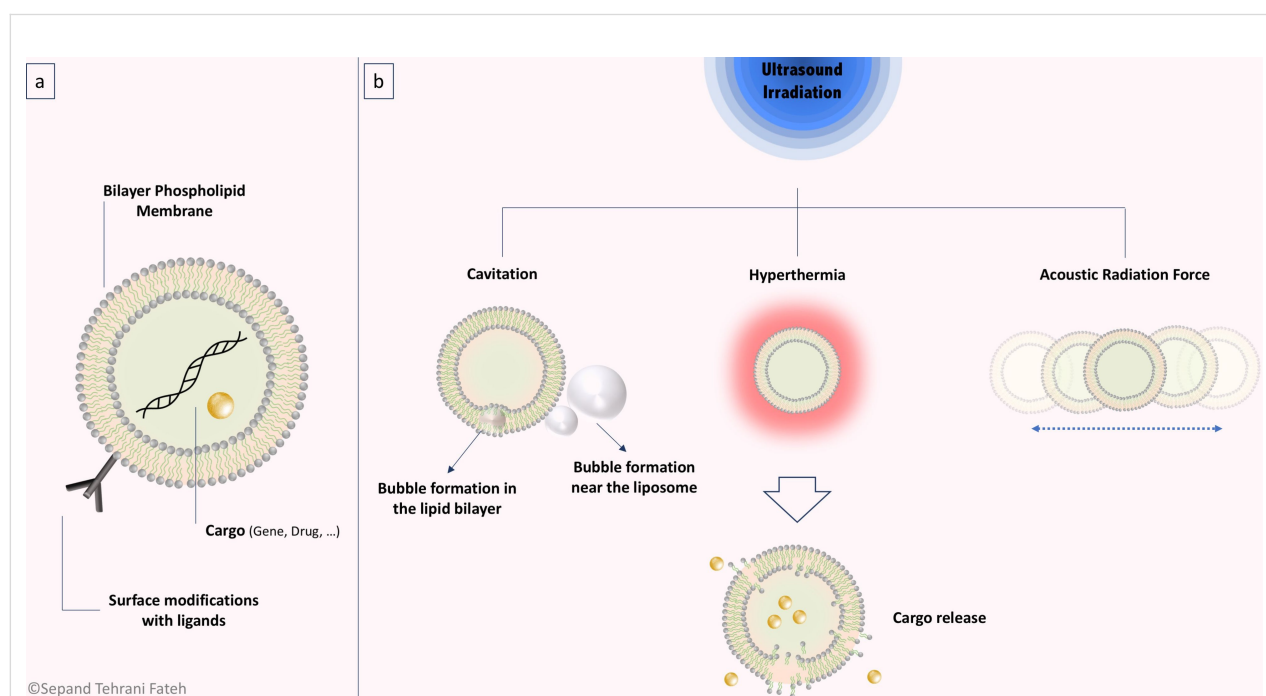 a
Bilayer Phospholipid
Membrane
Cargo (Gene, Drug, ...)
Surface modifications
with ligands
©Sepand Tehrani Fateh
b
Ultrasound
Irradiation
Cavitation
Hyperthermia
Acoustic Radiation Force
Bubble formation in
the lipid bilayer
Bubble formation
near the liposome
Cargo release